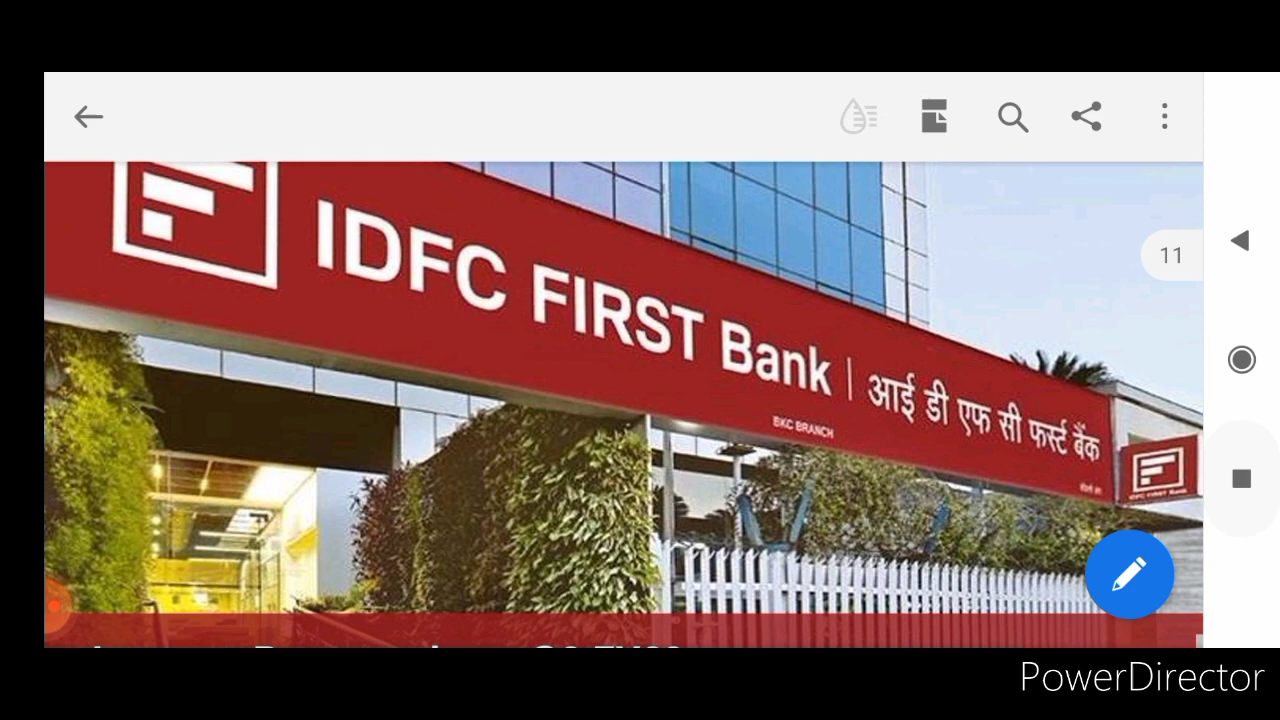 11
IDFC FIRST Bank | आई डी एफ सी फर्स्ट बैंक
BKC BRANCH
IDFC FIRST Bank
PowerDirector